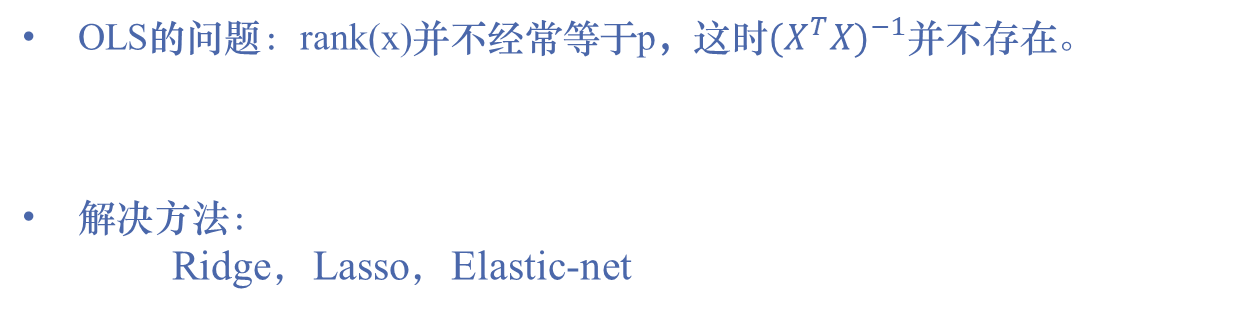 • OLS的问题：rank(x)并不经常等于p，这时$(X^T X)^{-1}$并不存在。
• 解决方法：
Ridge，Lasso，Elastic-net